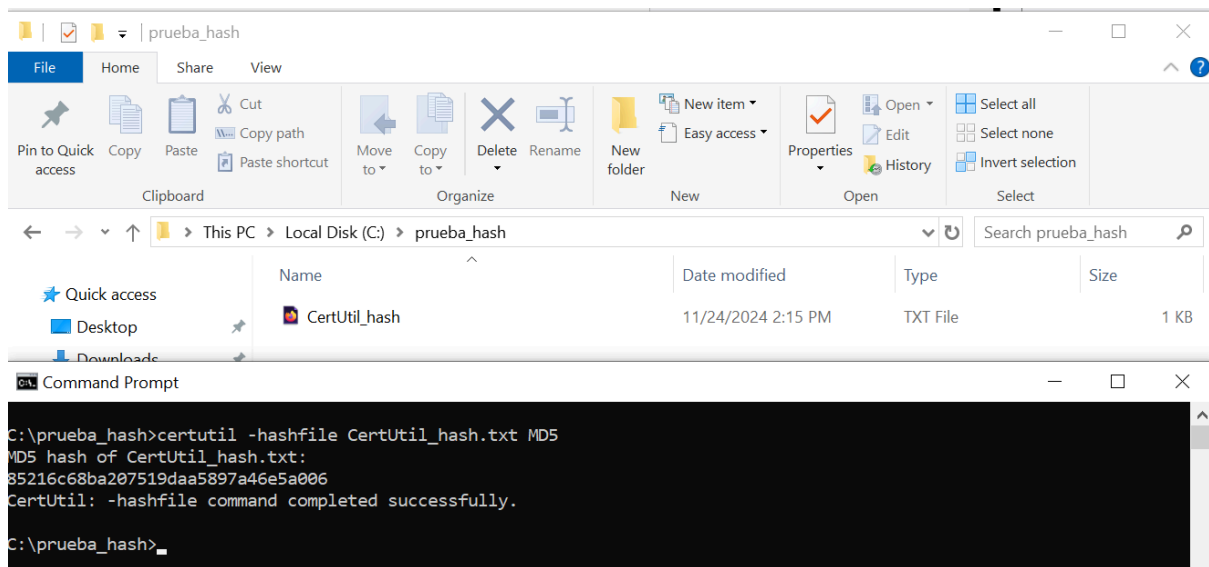 prueba_hash
File Home Share View
Pin to Quick access
Copy
Paste
Cut
Copy path
Paste shortcut
Clipboard
Move to
Copy to
Delete
Rename
Organize
New folder
New item
Easy access
New
Properties
Open
Edit
History
Open
Select all
Select none
Invert selection
Select
This PC > Local Disk (C:) > prueba_hash
Search prueba_hash
Name Date modified Type Size
Quick access
Desktop
Downloads
CertUtil_hash 11/24/2024 2:15 PM TXT File 1 KB
Command Prompt
C:\prueba_hash>certutil -hashfile CertUtil_hash.txt MD5
MD5 hash of CertUtil_hash.txt:
85216c68ba207519daa5897a46e5a006
CertUtil: -hashfile command completed successfully.
C:\prueba_hash>